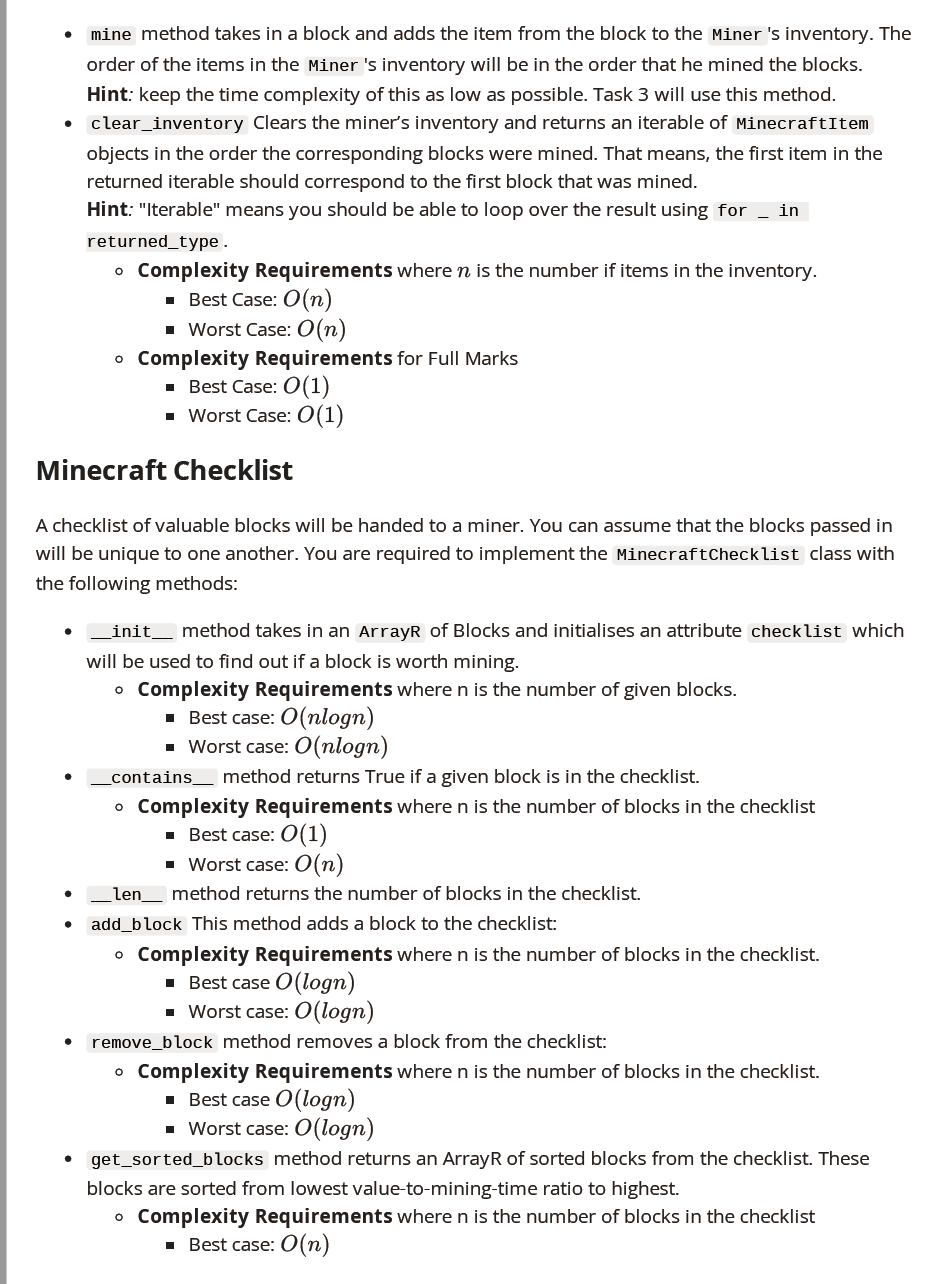 • mine method takes in a block and adds the item from the block to the Miner's inventory. The
order of the items in the Miner's inventory will be in the order that he mined the blocks.
Hint: keep the time complexity of this as low as possible. Task 3 will use this method.
• clear_inventory Clears the miner’s inventory and returns an iterable of MinecraftItem
objects in the order the corresponding blocks were mined. That means, the first item in the
returned iterable should correspond to the first block that was mined.
Hint: "Iterable" means you should be able to loop over the result using for _ in
returned_type.
◦ Complexity Requirements where n is the number if items in the inventory.
▪ Best Case: O(n)
▪ Worst Case: O(n)
◦ Complexity Requirements for Full Marks
▪ Best Case: O(1)
▪ Worst Case: O(1)
Minecraft Checklist
A checklist of valuable blocks will be handed to a miner. You can assume that the blocks passed in
will be unique to one another. You are required to implement the MinecraftChecklist class with
the following methods:
• __init__ method takes in an ArrayR of Blocks and initialises an attribute checklist which
will be used to find out if a block is worth mining.
◦ Complexity Requirements where n is the number of given blocks.
▪ Best case: O(nlogn)
▪ Worst case: O(nlogn)
• __contains__ method returns True if a given block is in the checklist.
◦ Complexity Requirements where n is the number of blocks in the checklist
▪ Best case: O(1)
▪ Worst case: O(n)
• __len__ method returns the number of blocks in the checklist.
• add_block This method adds a block to the checklist:
◦ Complexity Requirements where n is the number of blocks in the checklist.
▪ Best case O(logn)
▪ Worst case: O(logn)
• remove_block method removes a block from the checklist:
◦ Complexity Requirements where n is the number of blocks in the checklist.
▪ Best case O(logn)
▪ Worst case: O(logn)
• get_sorted_blocks method returns an ArrayR of sorted blocks from the checklist. These
blocks are sorted from lowest value-to-mining-time ratio to highest.
◦ Complexity Requirements where n is the number of blocks in the checklist
▪ Best case: O(n)